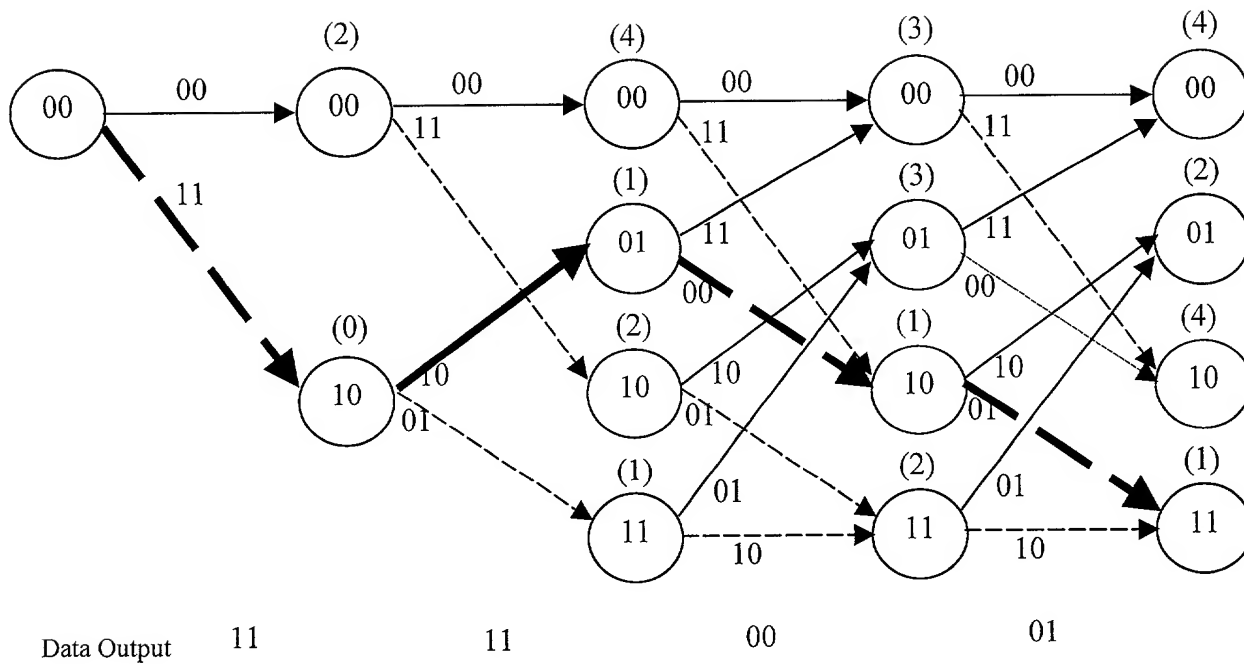 (2) (4) (3) (4)
00 00 00 00 00
00 00 00 00
11 11 11
11
(1) (3) (2)
01 01 01
11 11
00 00
(0) (2) (1) (4)
10 10 10 10
10 10 10
01 01 01
(1) (2) (1)
01 01
11 11 11
10 10
Data Output 11 11 00 01